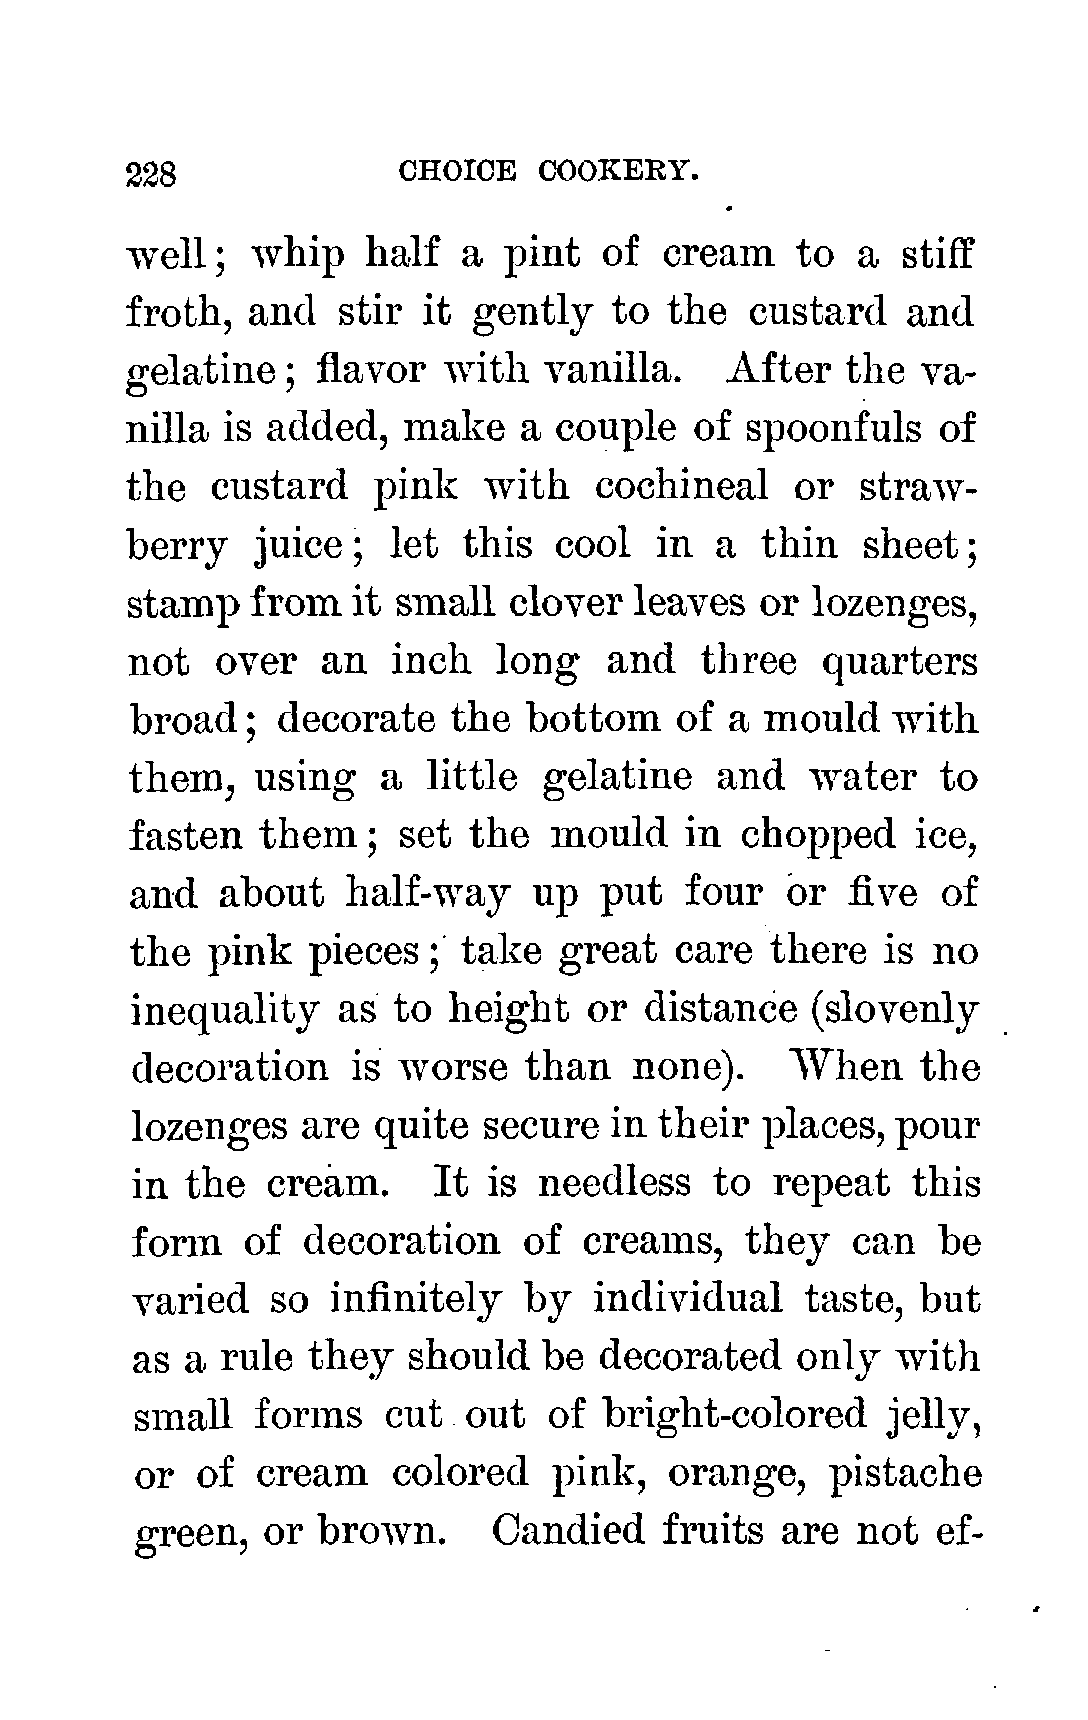 228 CHOICE COOKERY.
well; whip half a pint of cream to a stiff
froth, and stir it gently to the custard and
gelatine; flavor with vanilla. After the va-
nilla is added, make a couple of spoonfuls of
the custard pink with cochineal or straw-
berry juice; let this cool in a thin sheet;
stamp from it small clover leaves or lozenges,
not over an inch long and three quarters
broad; decorate the bottom of a mould with
them, using a little gelatine and water to
fasten them; set the mould in chopped ice,
and about half-way up put four or five of
the pink pieces; take great care there is no
inequality as to height or distance (slovenly
decoration is worse than none). When the
lozenges are quite secure in their places, pour
in the cream. It is needless to repeat this
form of decoration of creams, they can be
varied so infinitely by individual taste, but
as a rule they should be decorated only with
small forms cut out of bright-colored jelly,
or of cream colored pink, orange, pistache
green, or brown. Candied fruits are not ef-